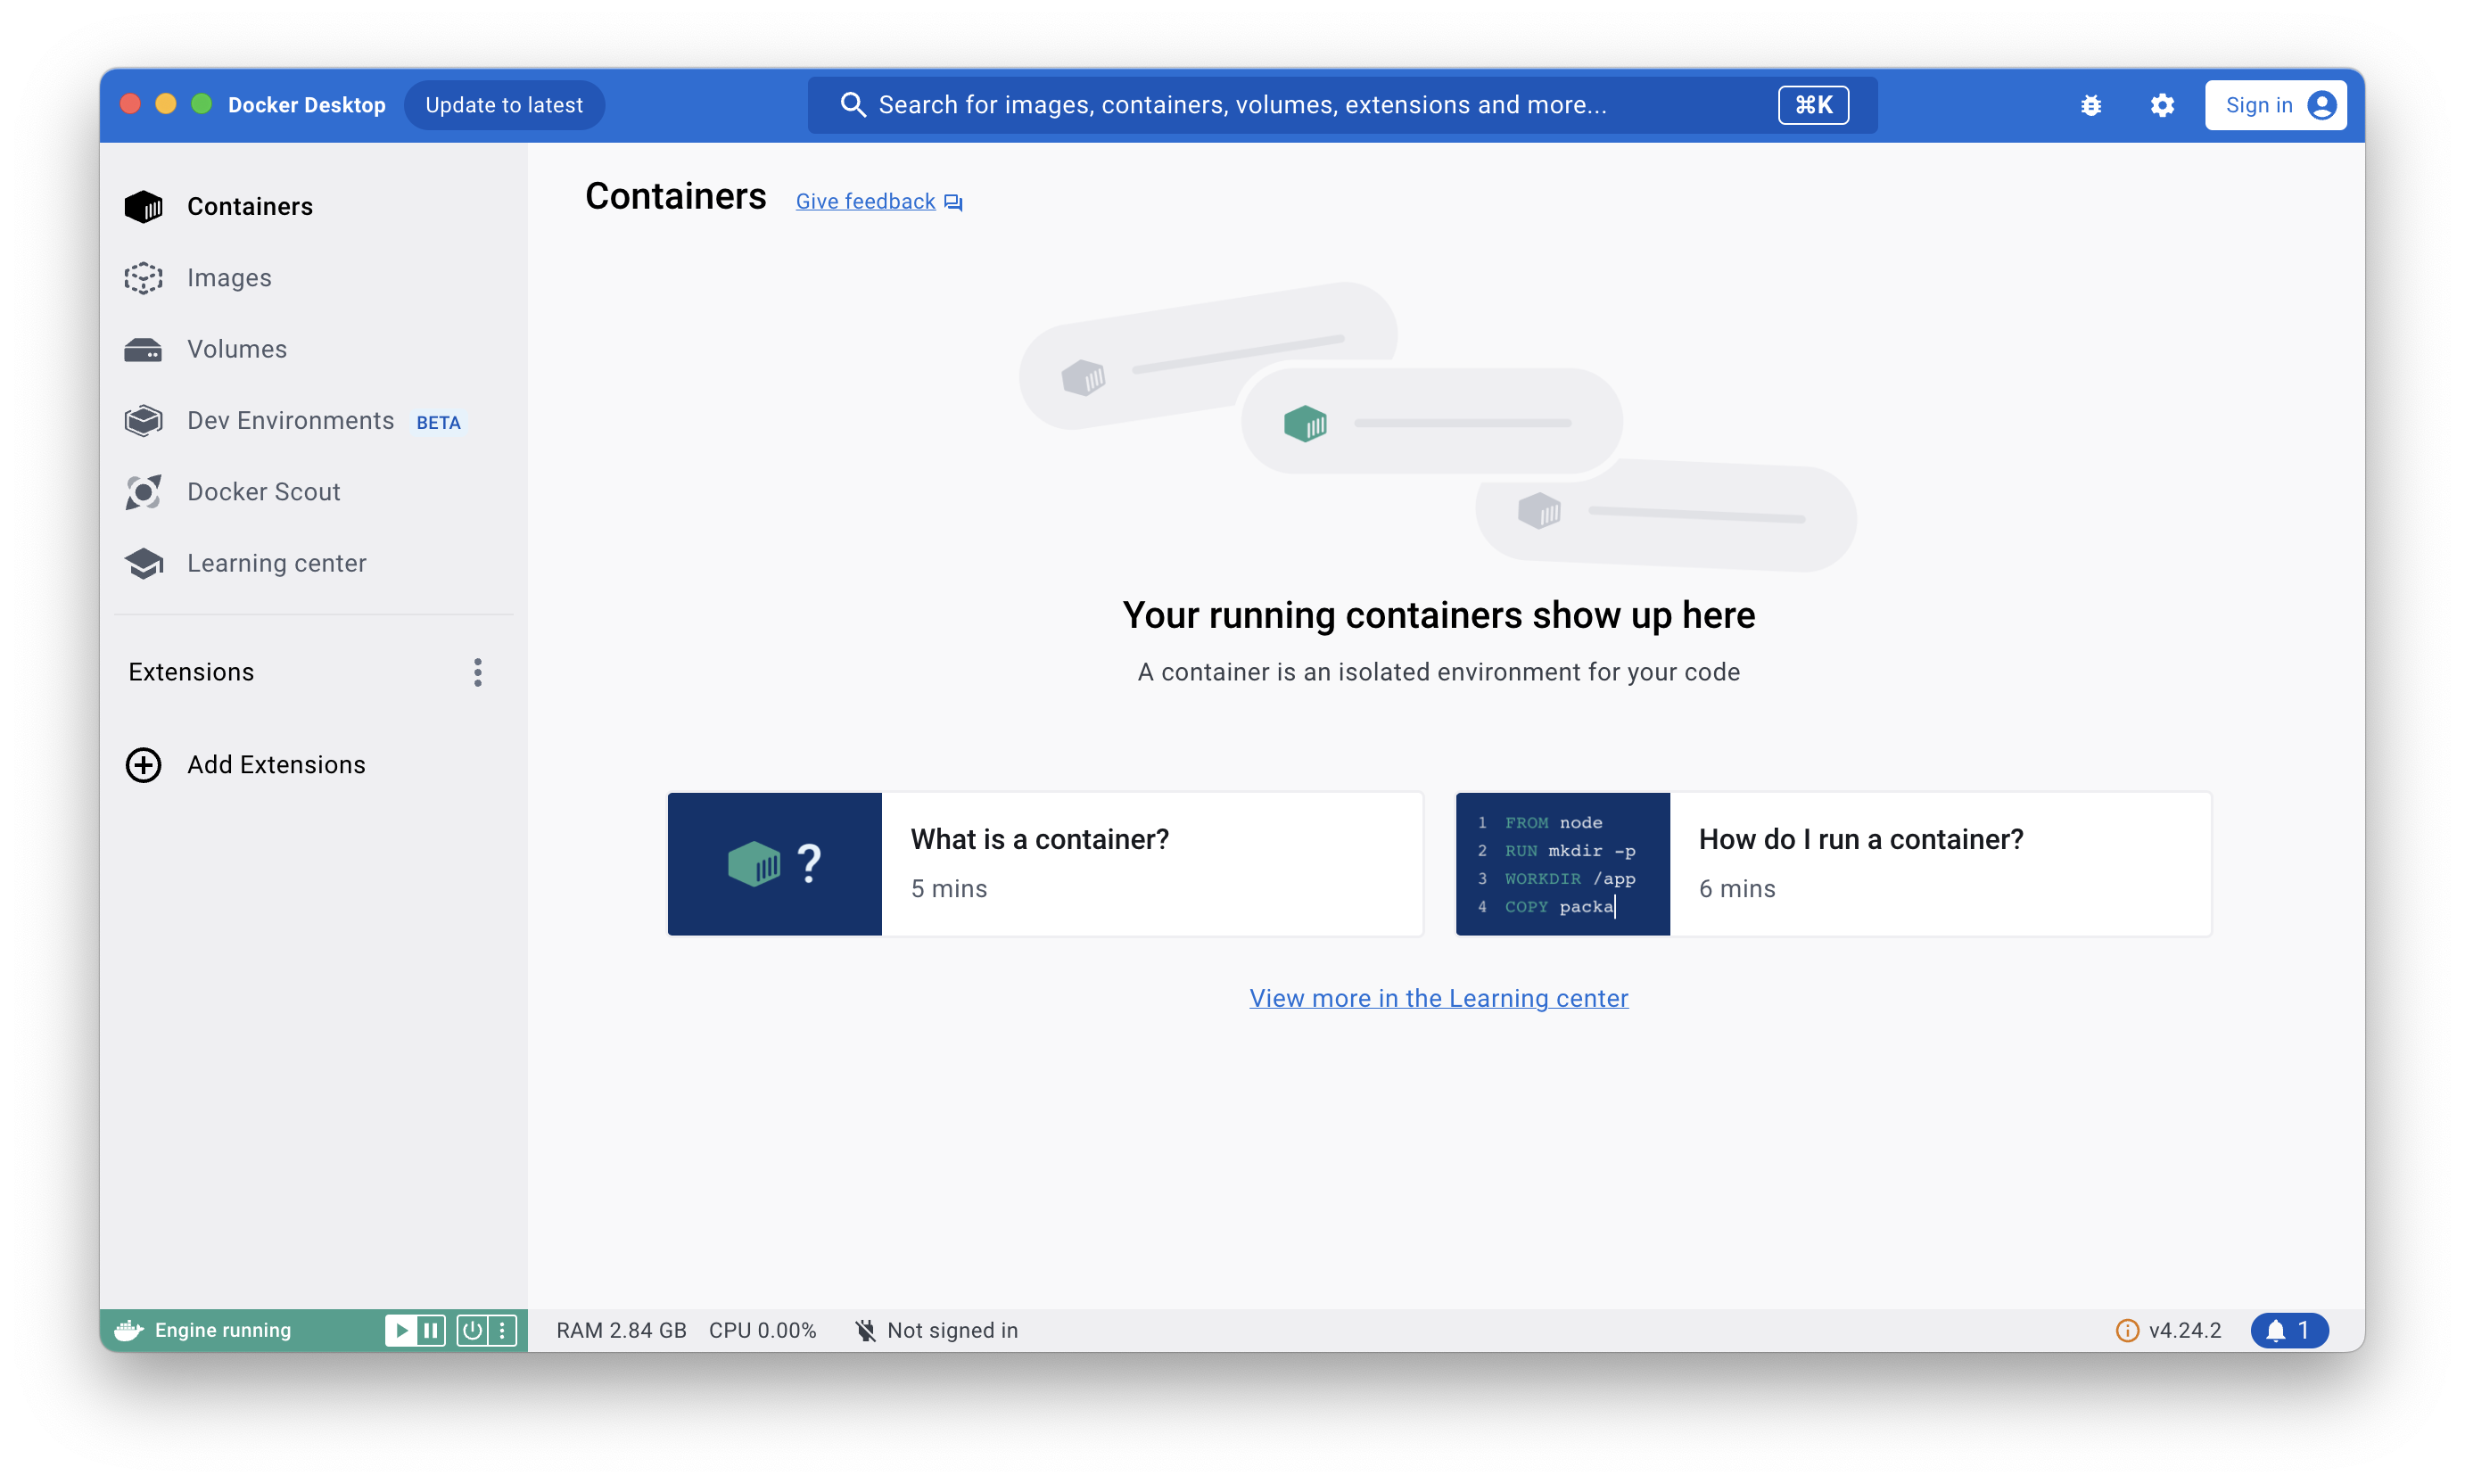 Docker Desktop
Update to latest
Search for images, containers, volumes, extensions and more...
⌘K
Sign in
Containers
Images
Volumes
Dev Environments BETA
Docker Scout
Learning center
Extensions
Add Extensions
Containers
Give feedback
Your running containers show up here
A container is an isolated environment for your code
?
What is a container?
5 mins
1 FROM node
2 RUN mkdir -p
3 WORKDIR /app
4 COPY packa
How do I run a container?
6 mins
View more in the Learning center
Engine running
RAM 2.84 GB CPU 0.00%
Not signed in
v4.24.2
1